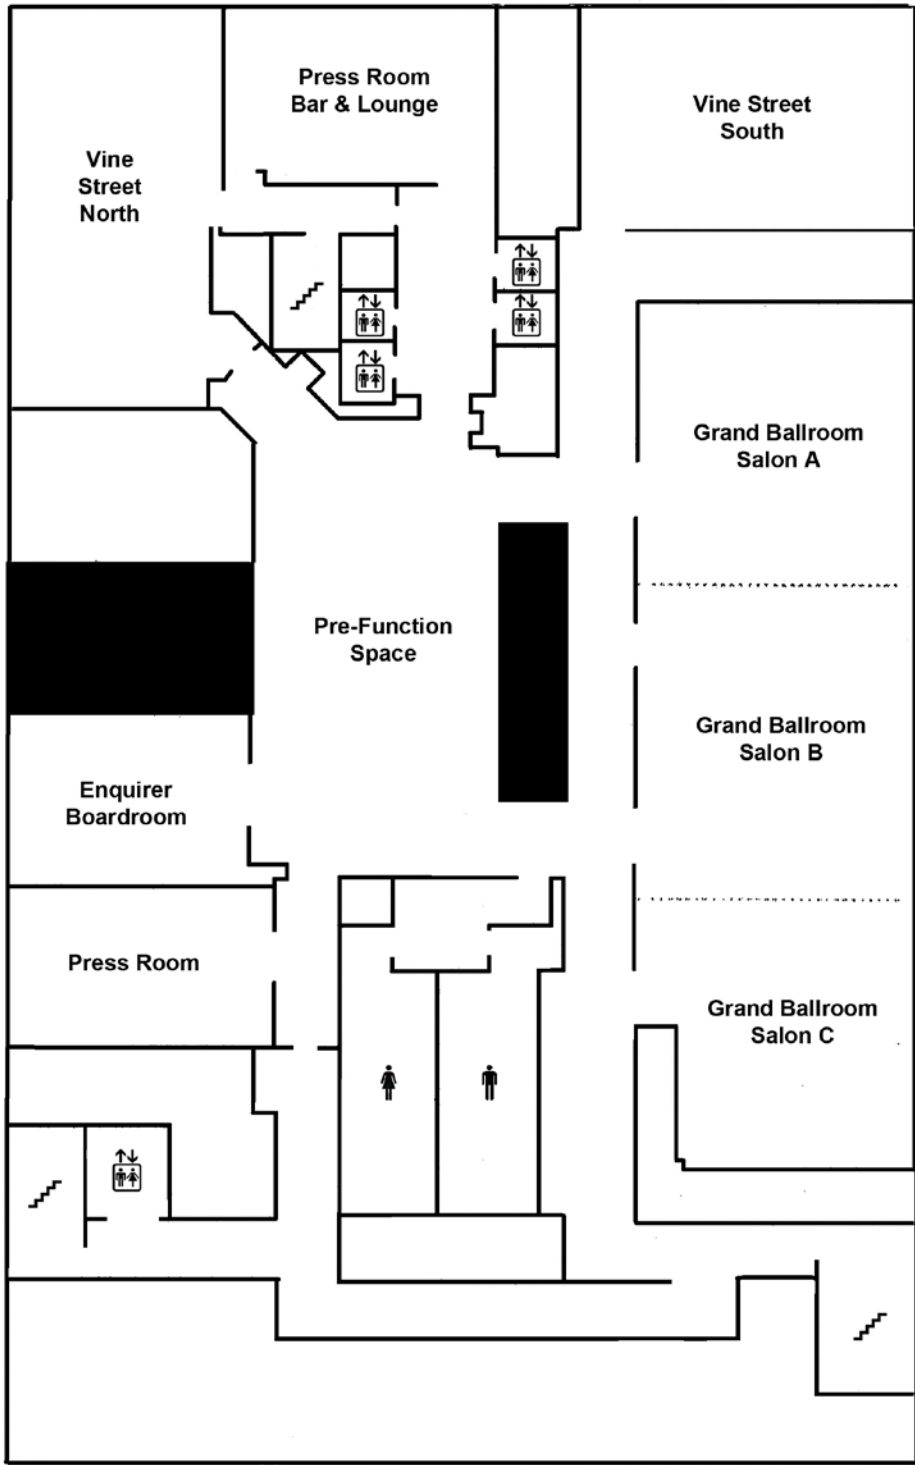 Press Room
Bar & Lounge
Vine Street
South
Vine
Street
North
Grand Ballroom
Salon A
Pre-Function
Space
Grand Ballroom
Salon B
Enquirer
Boardroom
Press Room
Grand Ballroom
Salon C